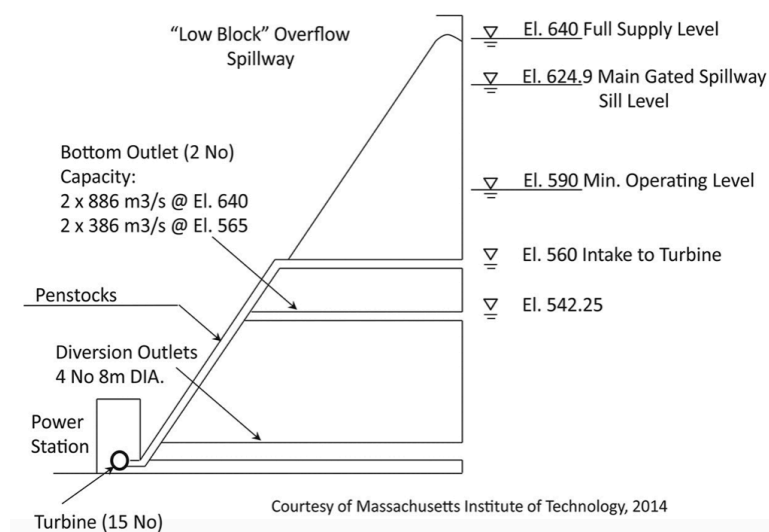 “Low Block” Overflow
Spillway
El. 640 Full Supply Level
El. 624.9 Main Gated Spillway
Sill Level
Bottom Outlet (2 No)
Capacity:
2 x 886 m3/s @ El. 640
2 x 386 m3/s @ El. 565
El. 590 Min. Operating Level
El. 560 Intake to Turbine
Penstocks
El. 542.25
Diversion Outlets
4 No 8m DIA.
Power
Station
Turbine (15 No)
Courtesy of Massachusetts Institute of Technology, 2014